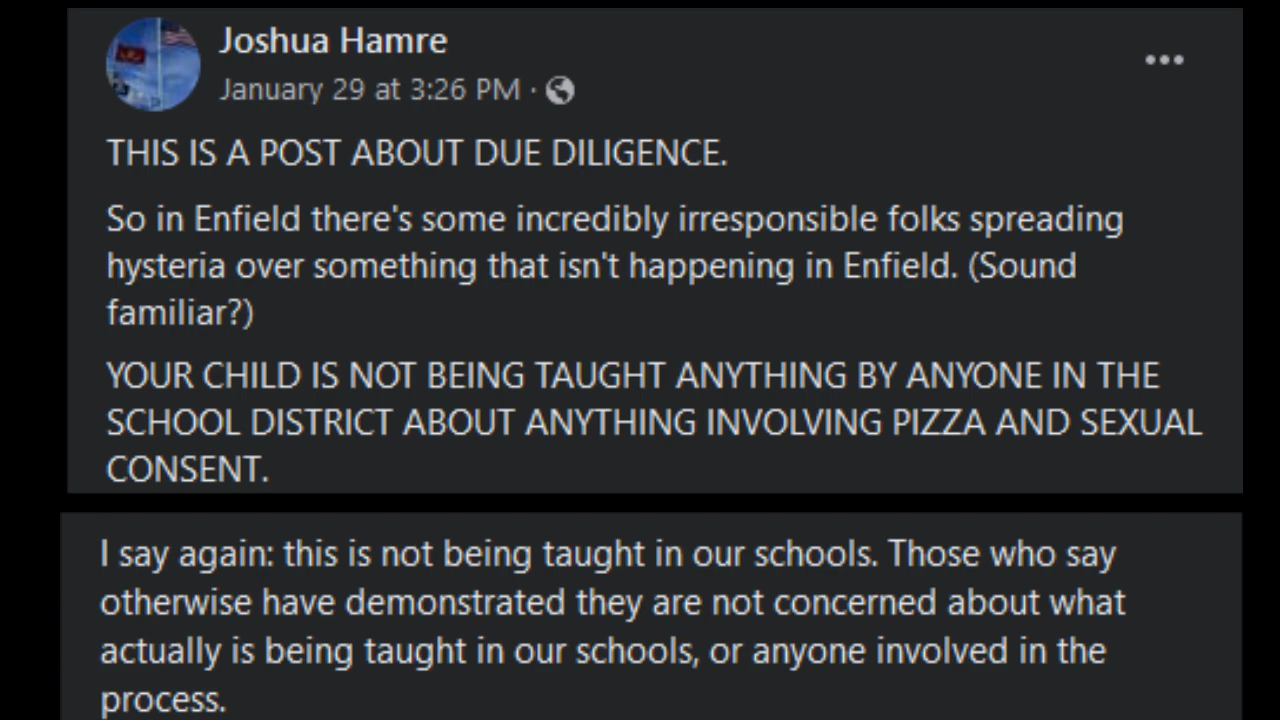 Joshua Hamre
January 29 at 3:26 PM ·
THIS IS A POST ABOUT DUE DILIGENCE.
So in Enfield there's some incredibly irresponsible folks spreading
hysteria over something that isn't happening in Enfield. (Sound
familiar?)
YOUR CHILD IS NOT BEING TAUGHT ANYTHING BY ANYONE IN THE
SCHOOL DISTRICT ABOUT ANYTHING INVOLVING PIZZA AND SEXUAL
CONSENT.
I say again: this is not being taught in our schools. Those who say
otherwise have demonstrated they are not concerned about what
actually is being taught in our schools, or anyone involved in the
process.